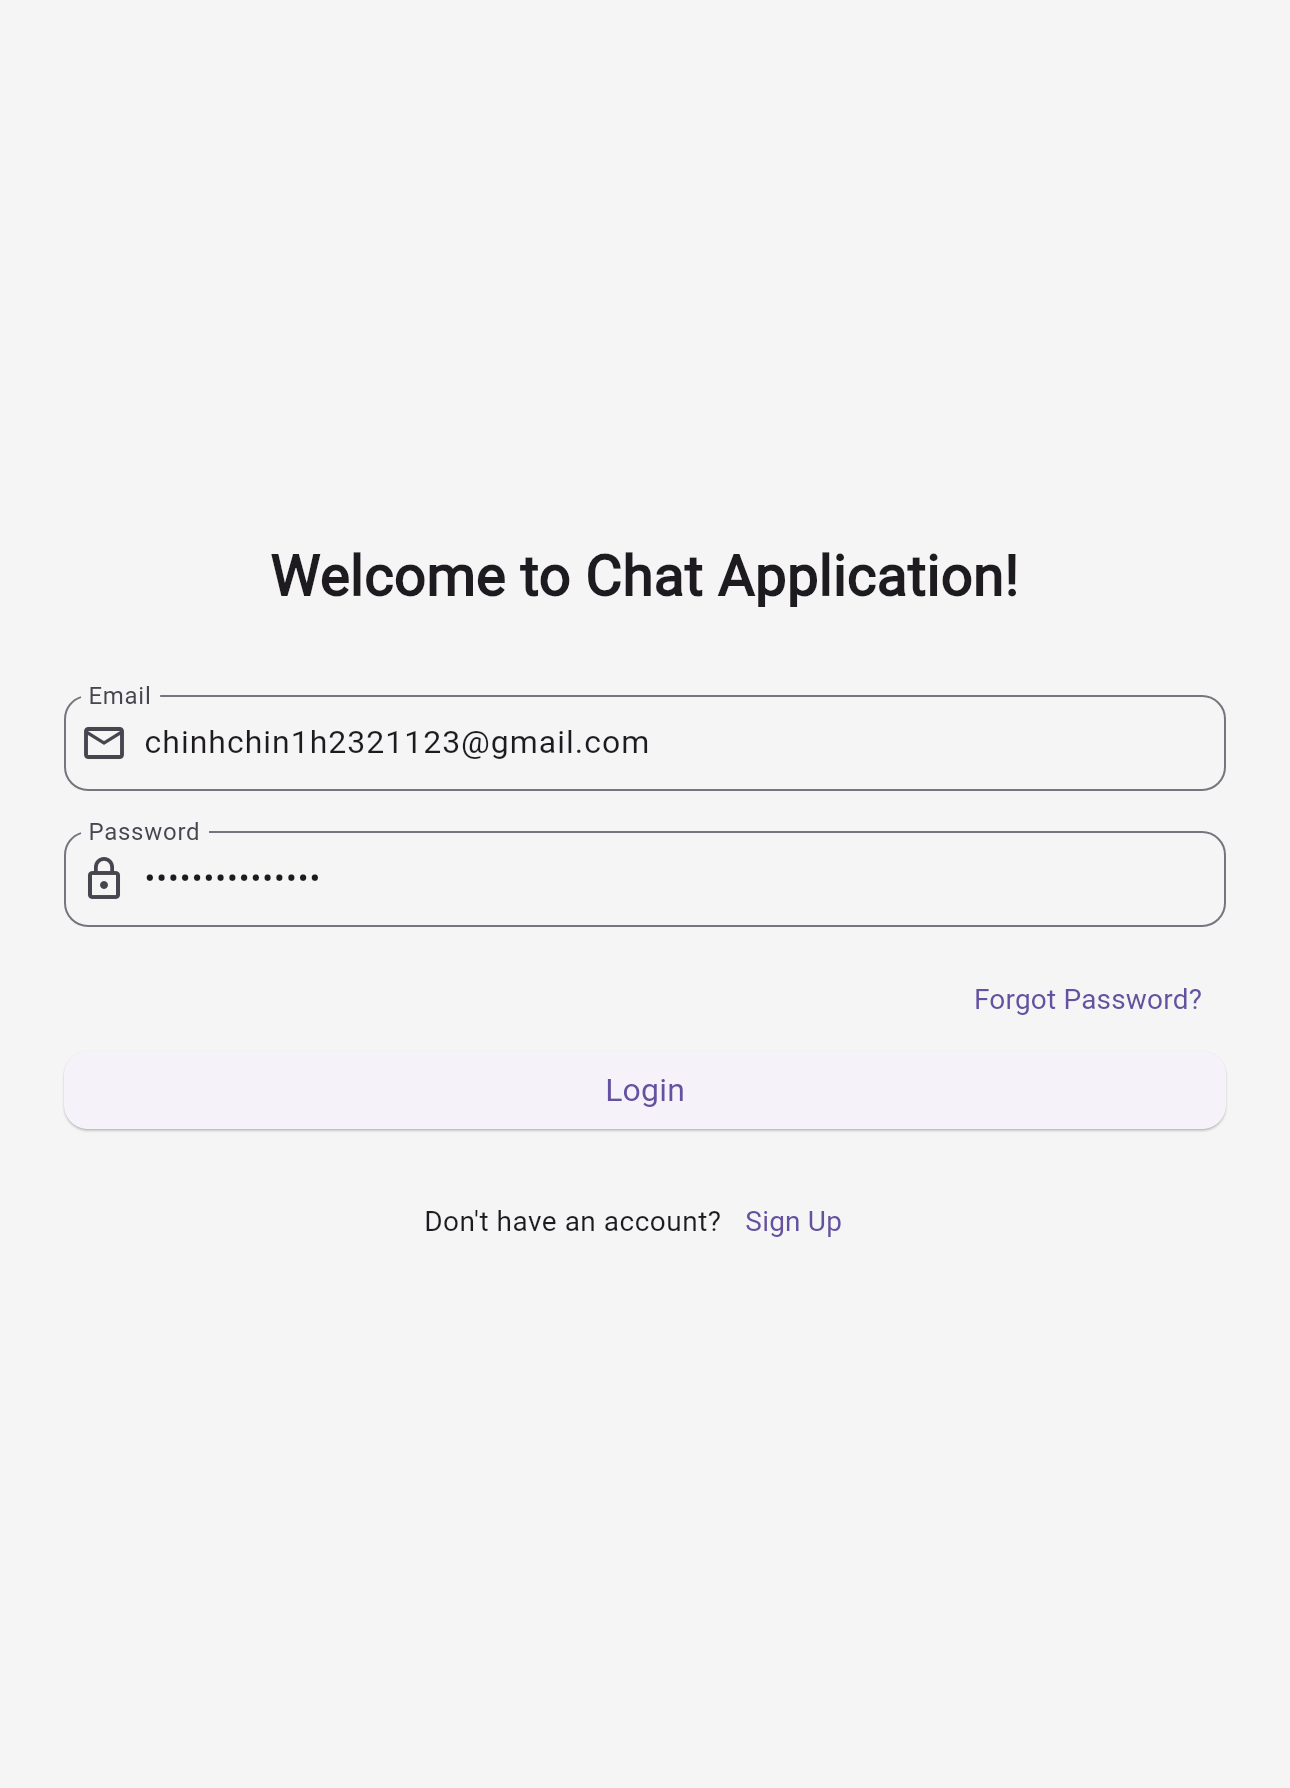 Welcome to Chat Application!
Email
chinhchin1h2321123@gmail.com
Password
•••••••••••••••
Forgot Password?
Login
Don't have an account? Sign Up